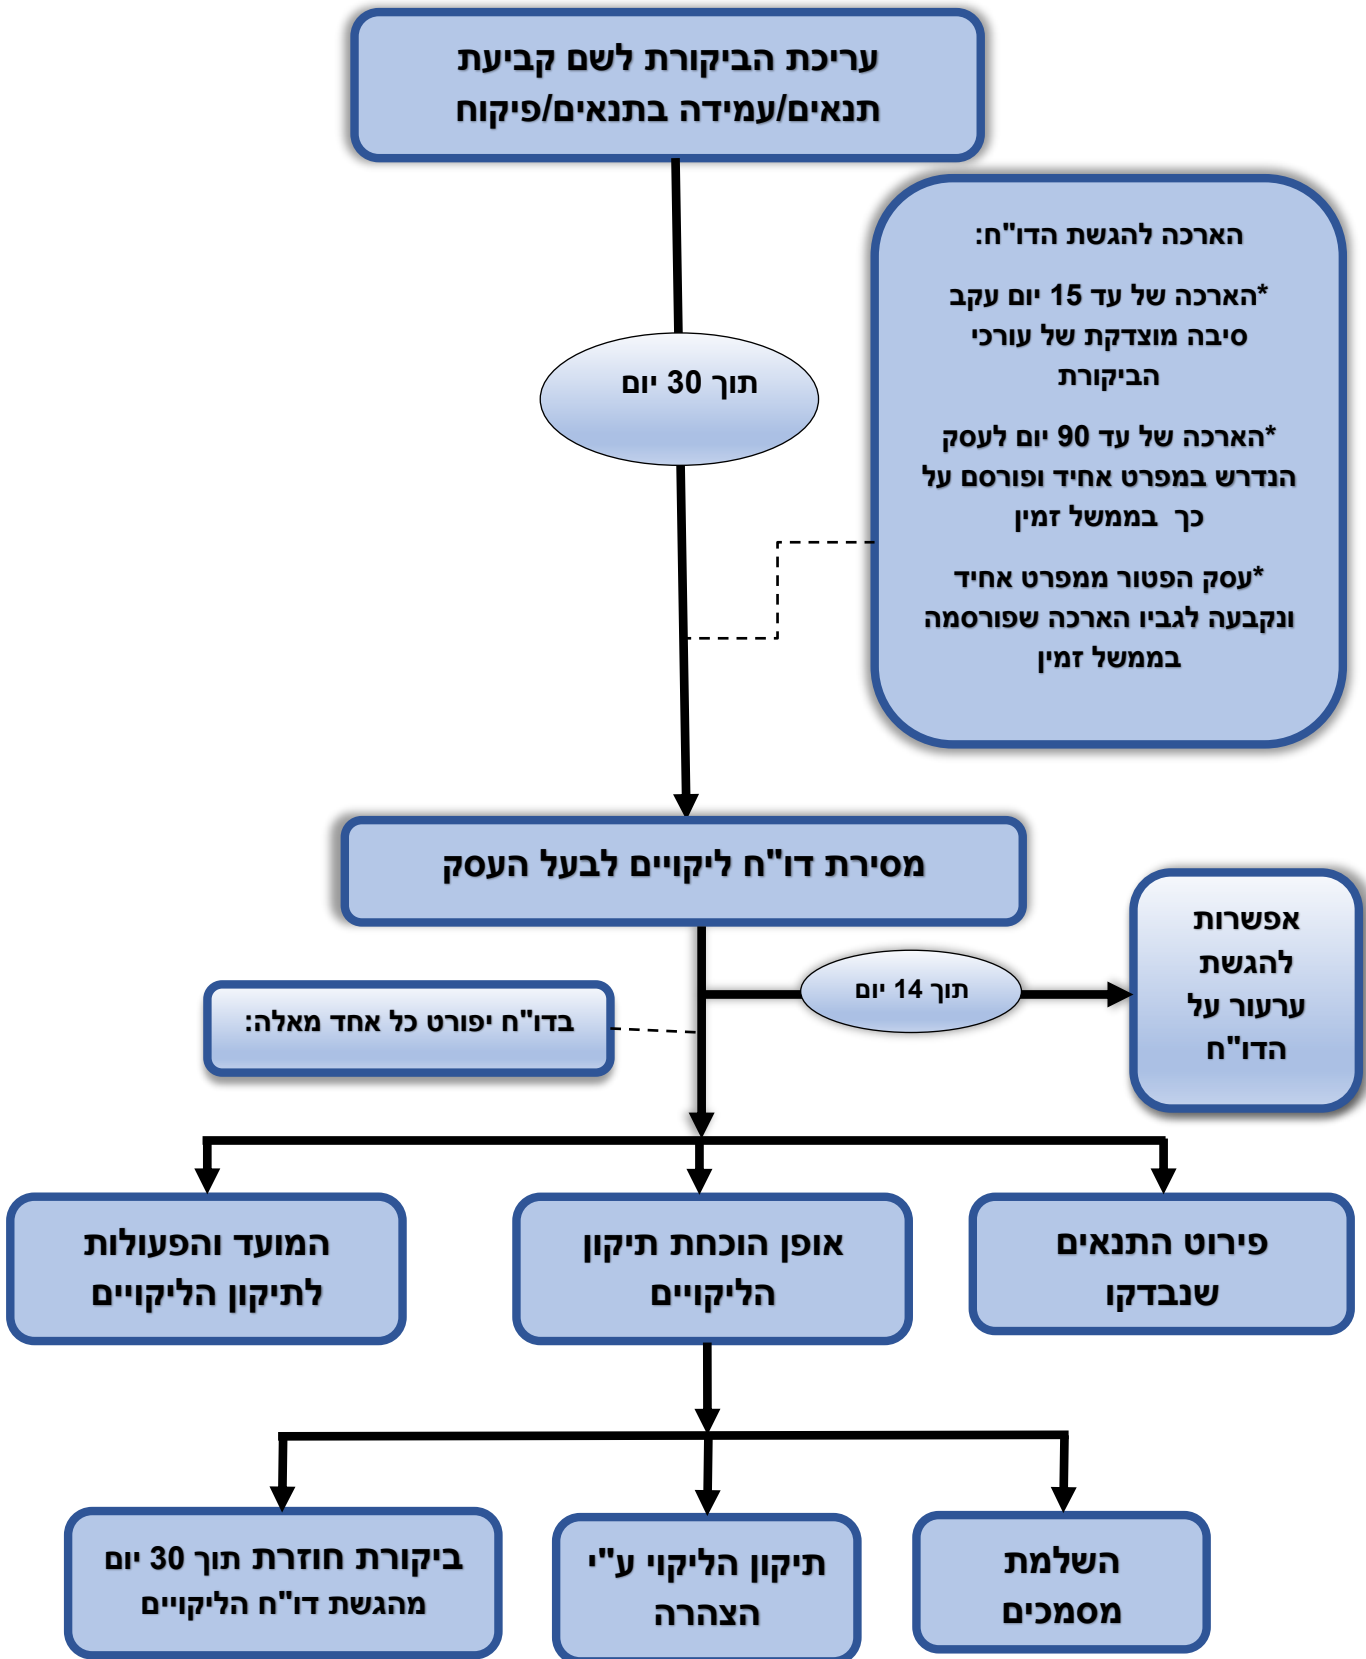 עריכת הביקורת לשם קביעת
תנאים/עמידה בתנאים/פיקוח
הארכה להגשת הדו"ח:
*הארכה של עד 15 יום עקב
סיבה מוצדקת של עורכי
הביקורת
*הארכה של עד 90 יום לעסק
הנדרש במפרט אחיד ופורסם על
כך בממשל זמין
*עסק הפטור ממפרט אחיד
ונקבעה לגביו הארכה שפורסמה
בממשל זמין
תוך 30 יום
מסירת דו"ח ליקויים לבעל העסק
אפשרות
להגשת
ערעור על
הדו"ח
תוך 14 יום
בדו"ח יפורט כל אחד מאלה:
פירוט התנאים
שנבדקו
אופן הוכחת תיקון
הליקויים
המועד והפעולות
לתיקון הליקויים
השלמת
מסמכים
תיקון הליקוי ע"י
הצהרה
ביקורת חוזרת תוך 30 יום
מהגשת דו"ח הליקויים